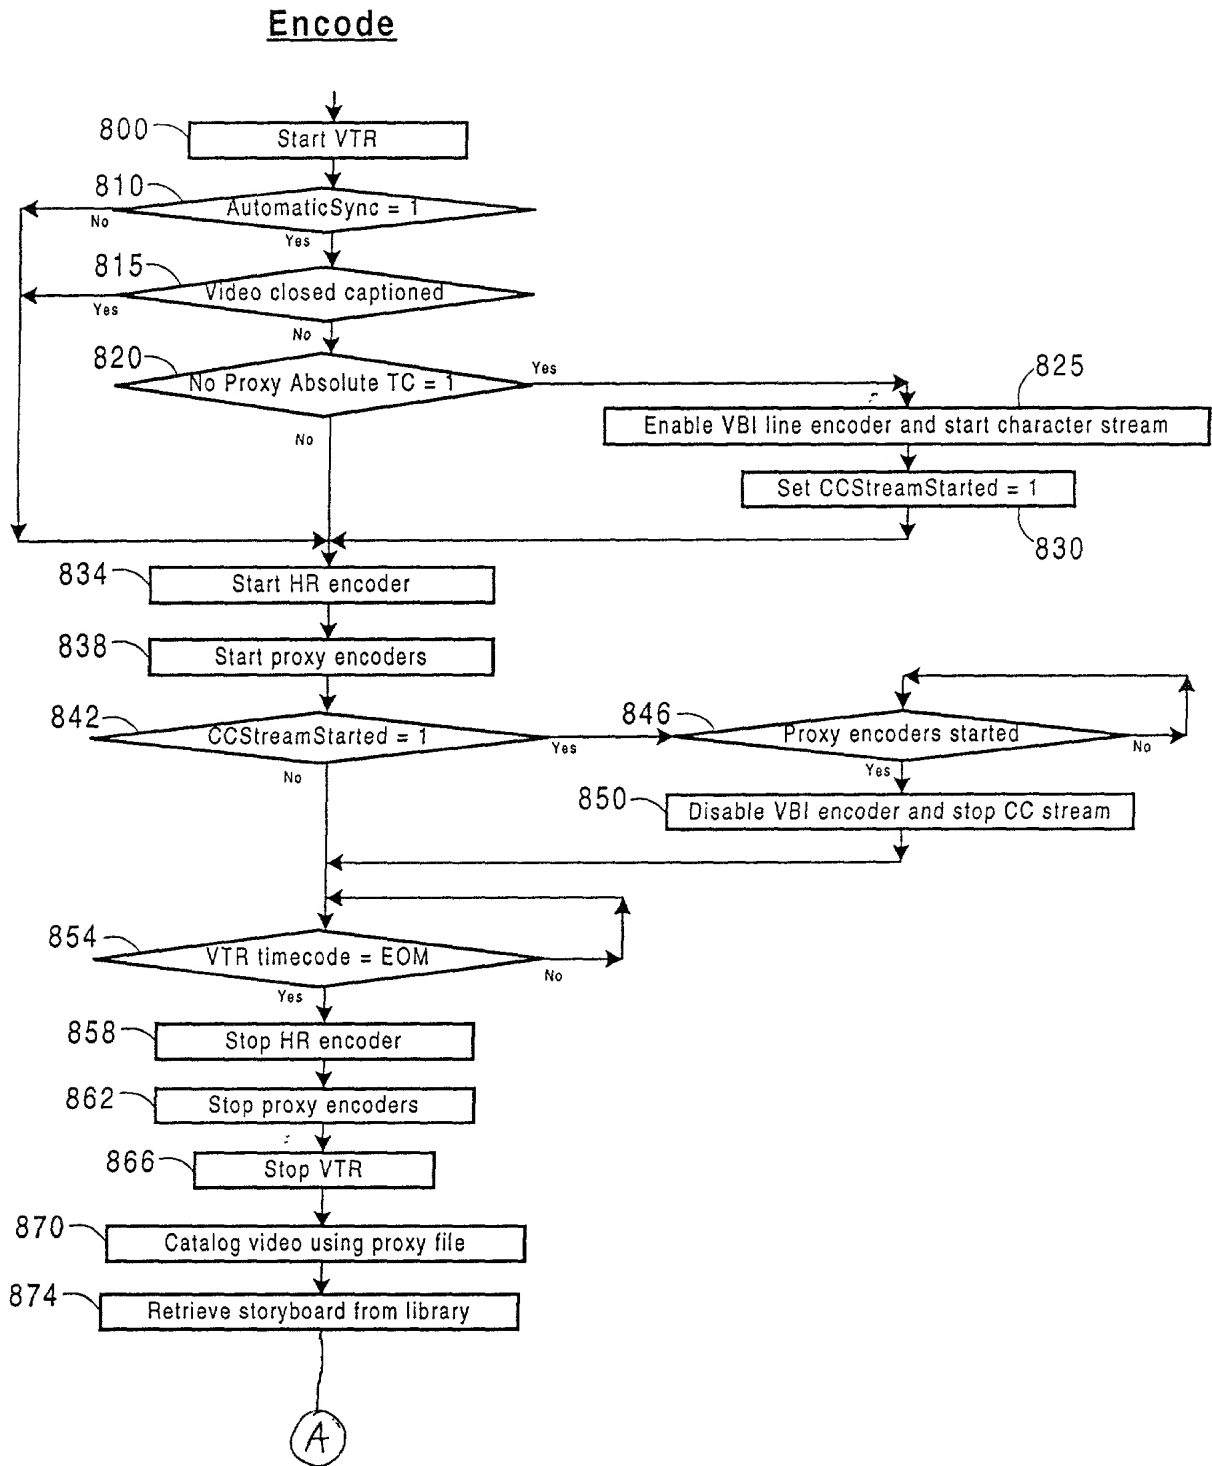 Encode
800
Start VTR
810
AutomaticSync = 1
No
Yes
815
Video closed captioned
Yes
No
820
No Proxy Absolute TC = 1
Yes
No
825
Enable VBI line encoder and start character stream
Set CCStreamStarted = 1
830
834
Start HR encoder
838
Start proxy encoders
842
CCStreamStarted = 1
Yes
No
846
Proxy encoders started
No
Yes
850
Disable VBI encoder and stop CC stream
854
VTR timecode = EOM
No
Yes
858
Stop HR encoder
862
Stop proxy encoders
866
Stop VTR
870
Catalog video using proxy file
874
Retrieve storyboard from library
A